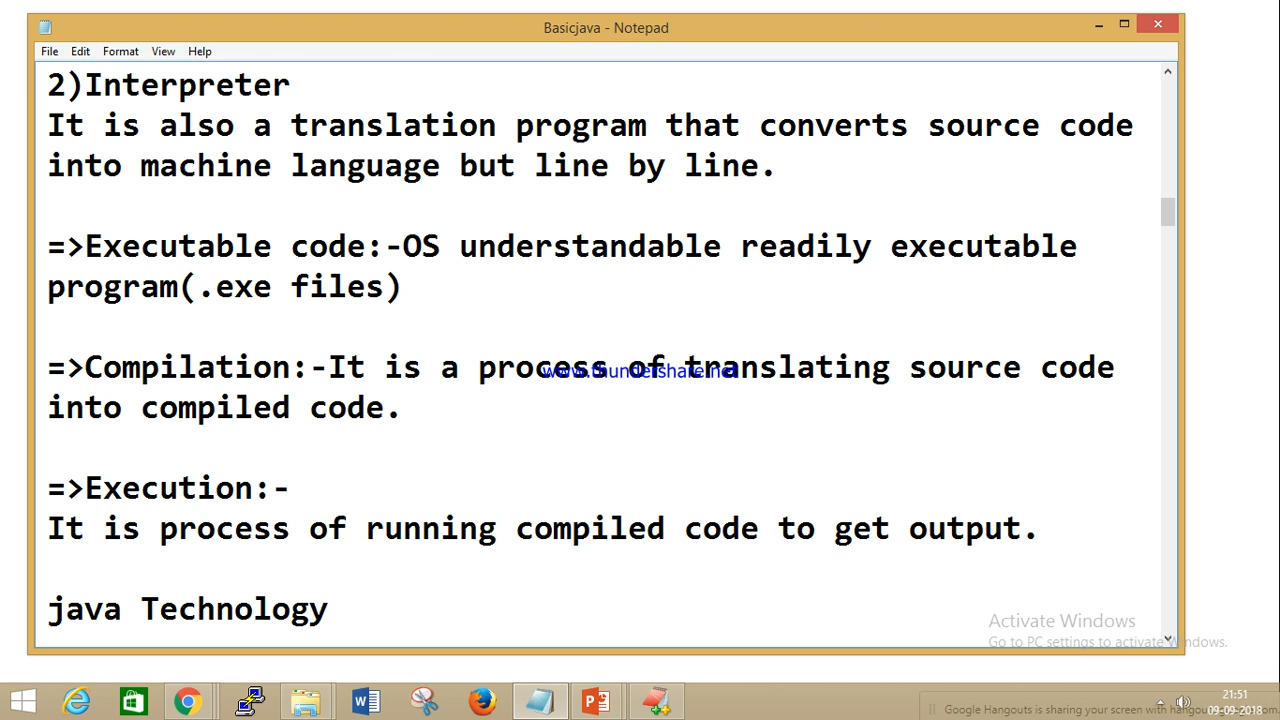 Basicjava - Notepad
File Edit Format View Help
2)Interpreter
It is also a translation program that converts source code
into machine language but line by line.
=>Executable code:-OS understandable readily executable
program(.exe files)
=>Compilation:-It is a process of translating source code
www.thundershare.net
into compiled code.
=>Execution:-
It is process of running compiled code to get output.
java Technology
Activate Windows
Go to PC settings to activate Windows.
21:51
09-09-2018
Google Hangouts is sharing your screen with